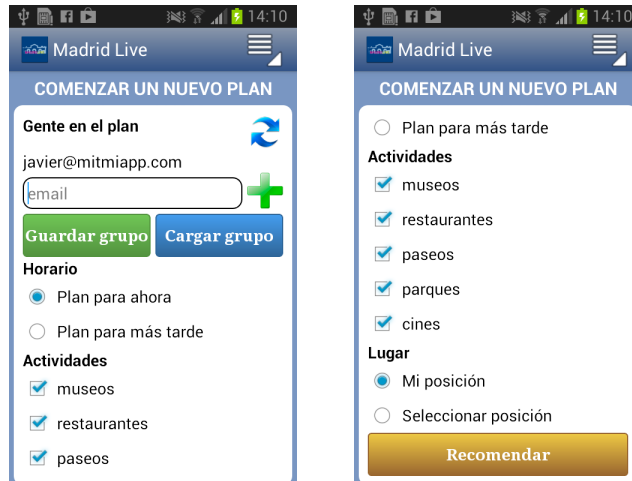 14:10
Madrid Live
COMENZAR UN NUEVO PLAN
Gente en el plan
javier@mitmiapp.com
email
Guardar grupo Cargar grupo
Horario
Plan para ahora
Plan para más tarde
Actividades
museos
restaurantes
paseos
14:10
Madrid Live
COMENZAR UN NUEVO PLAN
Plan para más tarde
Actividades
museos
restaurantes
paseos
parques
cines
Lugar
Mi posición
Seleccionar posición
Recomendar